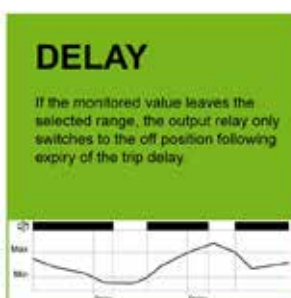 DELAY
If the monitored value leaves the
selected range, the output relay only
switches to the off position following
expiry of the trip delay.
Max
Min